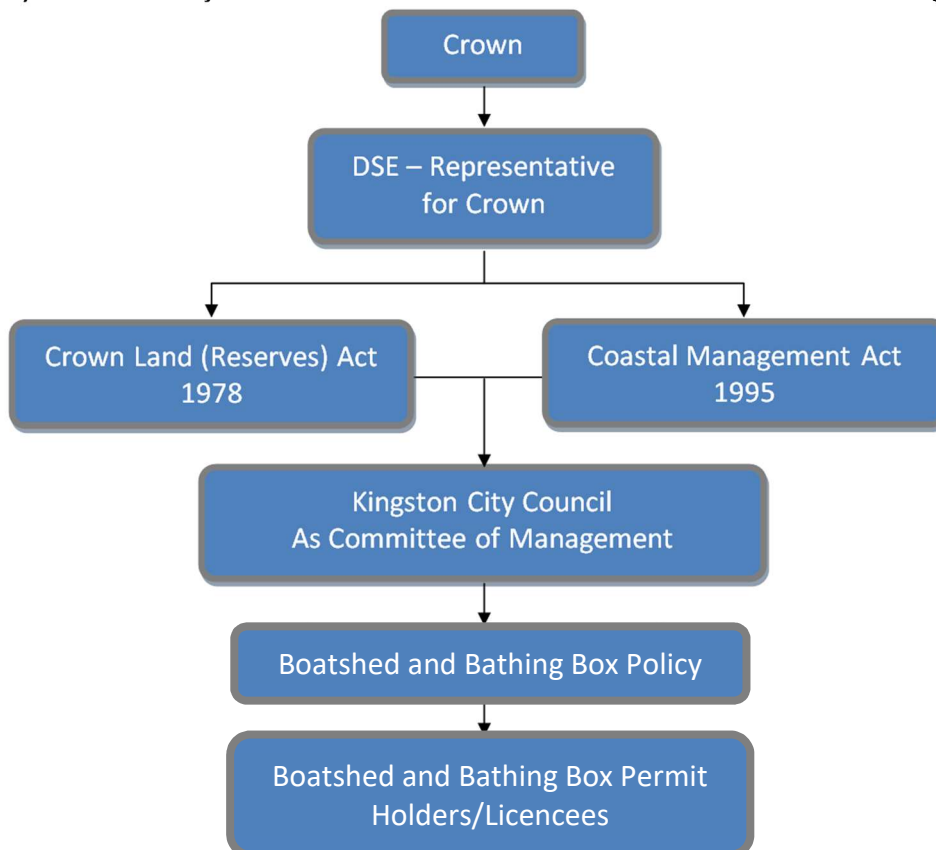 Crown
DSE – Representative
for Crown
Crown Land (Reserves) Act
1978
Coastal Management Act
1995
Kingston City Council
As Committee of Management
Boatshed and Bathing Box Policy
Boatshed and Bathing Box Permit
Holders/Licencees